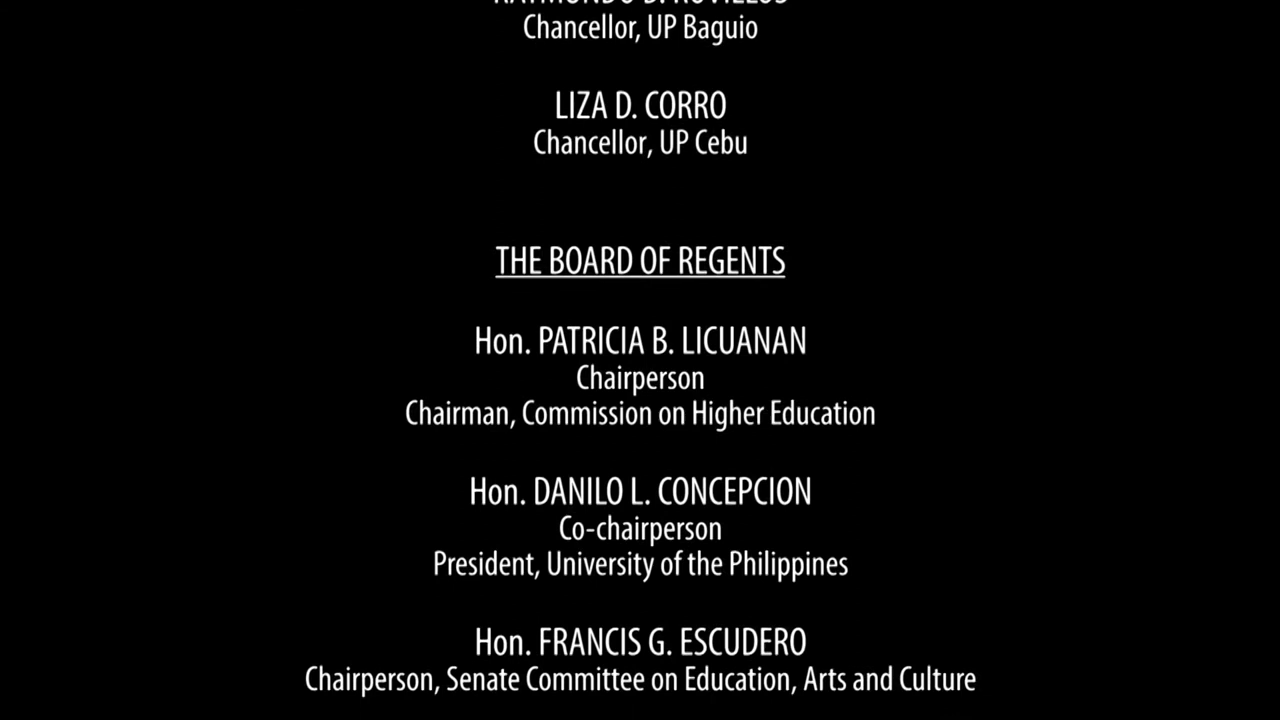 RAYMUNDO D. ROVILLOS
Chancellor, UP Baguio
LIZA D. CORRO
Chancellor, UP Cebu
THE BOARD OF REGENTS
Hon. PATRICIA B. LICUANAN
Chairperson
Chairman, Commission on Higher Education
Hon. DANILO L. CONCEPCION
Co-chairperson
President, University of the Philippines
Hon. FRANCIS G. ESCUDERO
Chairperson, Senate Committee on Education, Arts and Culture